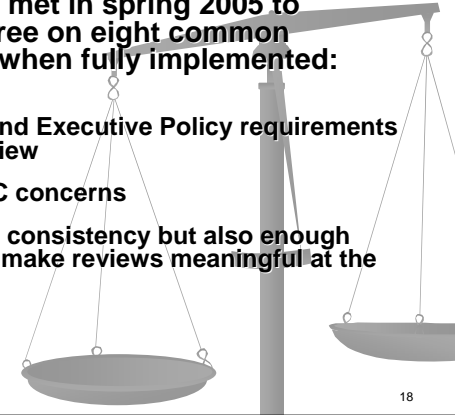 met in spring 2005 to
ree on eight common
when fully implemented:
nd Executive Policy requirements
iew
C concerns
consistency but also enough
make reviews meaningful at the
18